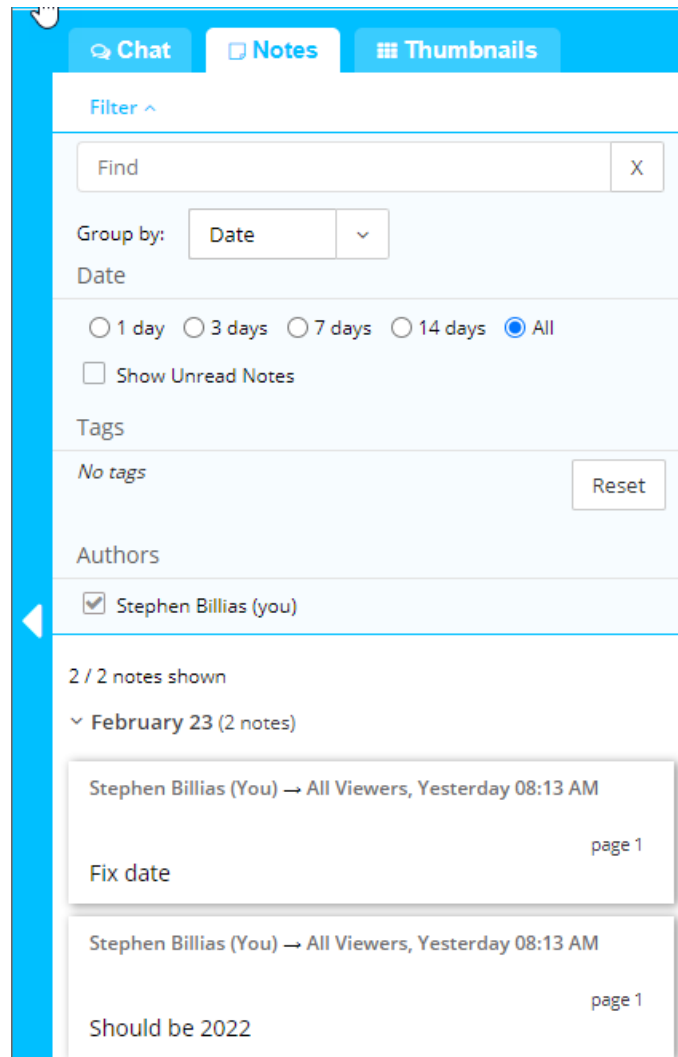 Chat Notes Thumbnails
Filter
Find X
Group by: Date
Date
1 day 3 days 7 days 14 days All
Show Unread Notes
Tags
No tags
Reset
Authors
Stephen Billias (you)
2 / 2 notes shown
February 23 (2 notes)
Stephen Billias (You) → All Viewers, Yesterday 08:13 AM
page 1
Fix date
Stephen Billias (You) → All Viewers, Yesterday 08:13 AM
page 1
Should be 2022